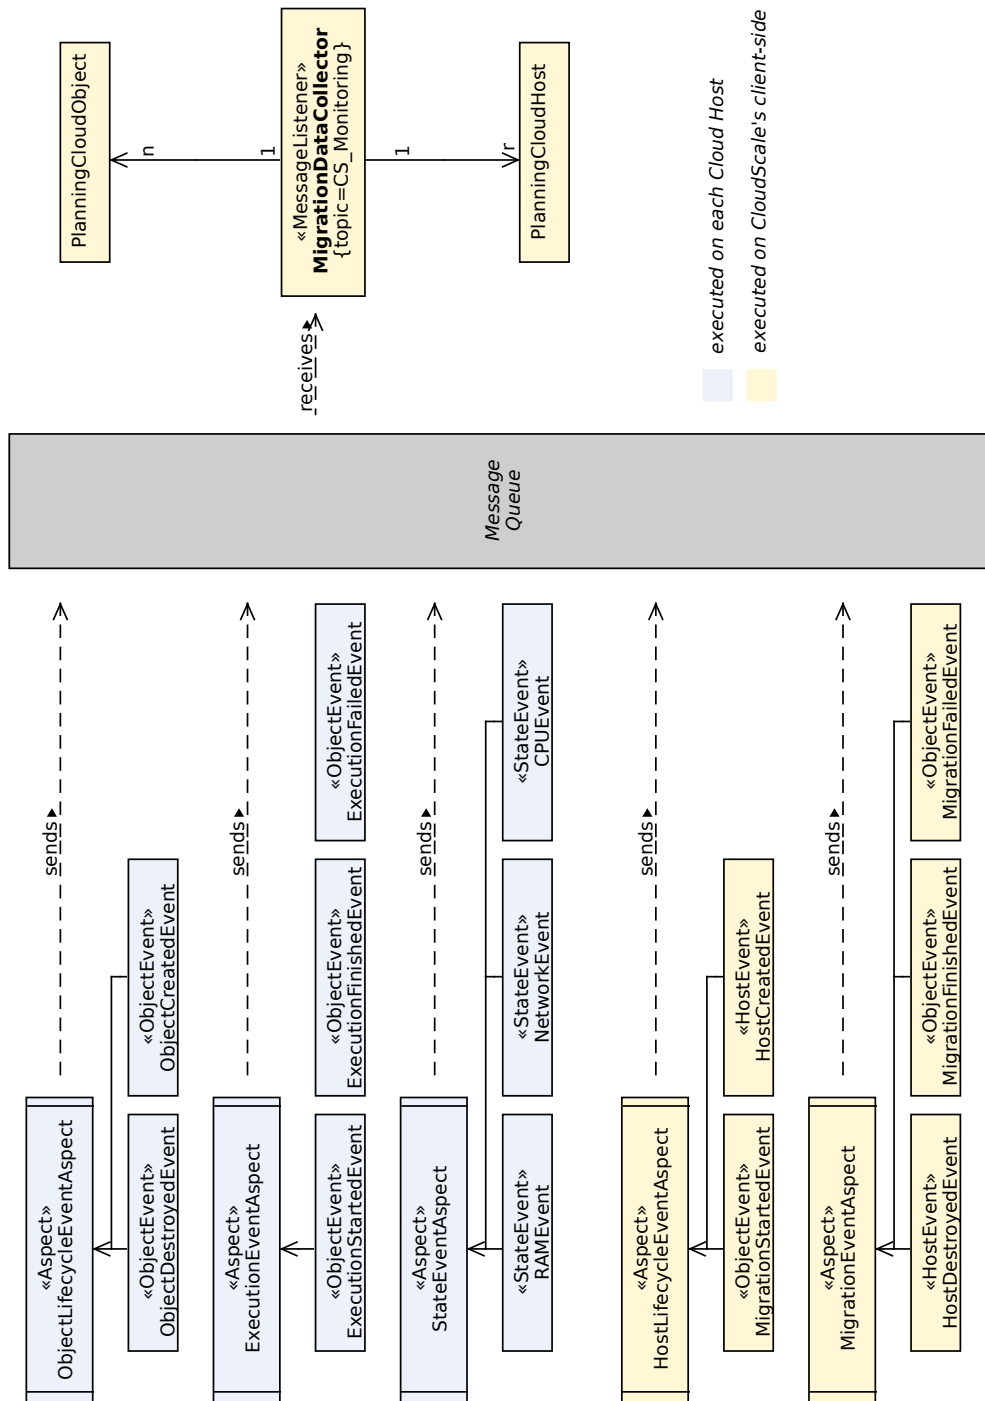 «Aspect»
ObjectLifecycleEventAspect
sends
«ObjectEvent»
ObjectDestroyedEvent
«ObjectEvent»
ObjectCreatedEvent
«Aspect»
ExecutionEventAspect
sends
«ObjectEvent»
ExecutionStartedEvent
«ObjectEvent»
ExecutionFinishedEvent
«ObjectEvent»
ExecutionFailedEvent
«Aspect»
StateEventAspect
sends
«StateEvent»
RAMEvent
«StateEvent»
NetworkEvent
«StateEvent»
CPUEvent
«Aspect»
HostLifecycleEventAspect
sends
«ObjectEvent»
MigrationStartedEvent
«HostEvent»
HostCreatedEvent
«Aspect»
MigrationEventAspect
sends
«HostEvent»
HostDestroyedEvent
«ObjectEvent»
MigrationFinishedEvent
«ObjectEvent»
MigrationFailedEvent
Message
Queue
receives
PlanningCloudObject
n
1
«MessageListener»
MigrationDataCollector
{topic=CS_Monitoring}
1
r
PlanningCloudHost
executed on each Cloud Host
executed on CloudScale's client-side